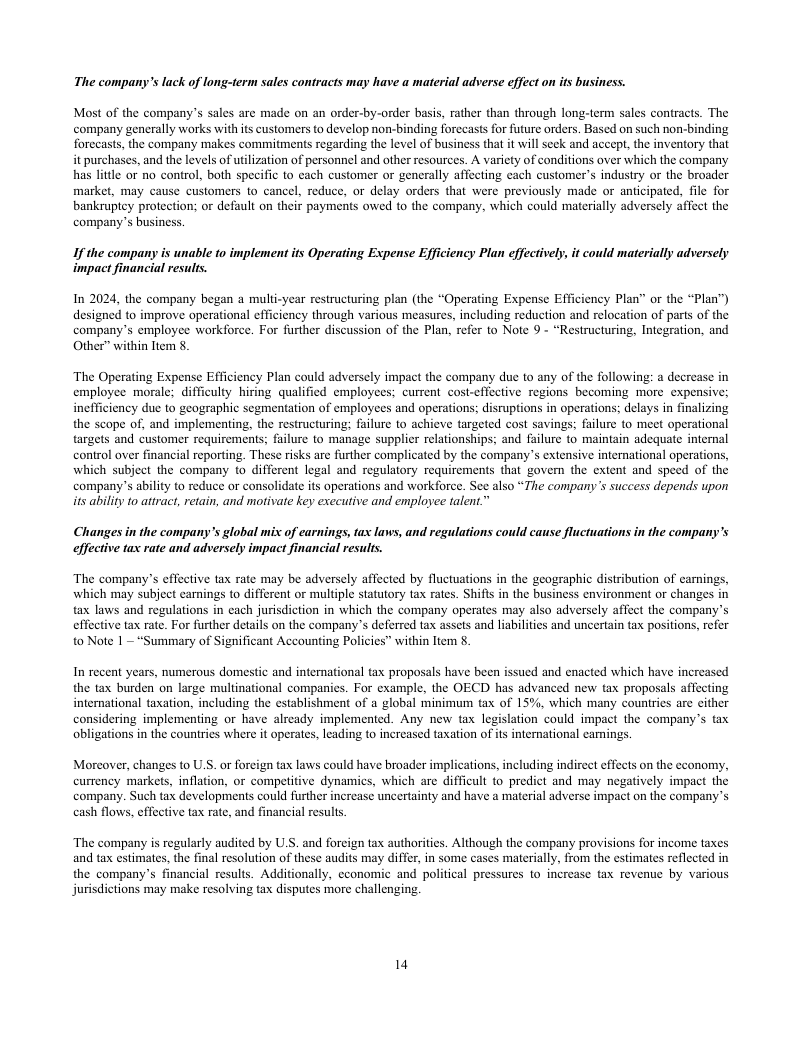 The company’s lack of long-term sales contracts may have a material adverse effect on its business.
Most of the company’s sales are made on an order-by-order basis, rather than through long-term sales contracts. The
company generally works with its customers to develop non-binding forecasts for future orders. Based on such non-binding
forecasts, the company makes commitments regarding the level of business that it will seek and accept, the inventory that
it purchases, and the levels of utilization of personnel and other resources. A variety of conditions over which the company
has little or no control, both specific to each customer or generally affecting each customer’s industry or the broader
market, may cause customers to cancel, reduce, or delay orders that were previously made or anticipated, file for
bankruptcy protection; or default on their payments owed to the company, which could materially adversely affect the
company’s business.
If the company is unable to implement its Operating Expense Efficiency Plan effectively, it could materially adversely
impact financial results.
In 2024, the company began a multi-year restructuring plan (the “Operating Expense Efficiency Plan” or the “Plan”)
designed to improve operational efficiency through various measures, including reduction and relocation of parts of the
company’s employee workforce. For further discussion of the Plan, refer to Note 9 - “Restructuring, Integration, and
Other” within Item 8.
The Operating Expense Efficiency Plan could adversely impact the company due to any of the following: a decrease in
employee morale; difficulty hiring qualified employees; current cost-effective regions becoming more expensive;
inefficiency due to geographic segmentation of employees and operations; disruptions in operations; delays in finalizing
the scope of, and implementing, the restructuring; failure to achieve targeted cost savings; failure to meet operational
targets and customer requirements; failure to manage supplier relationships; and failure to maintain adequate internal
control over financial reporting. These risks are further complicated by the company’s extensive international operations,
which subject the company to different legal and regulatory requirements that govern the extent and speed of the
company’s ability to reduce or consolidate its operations and workforce. See also “The company’s success depends upon
its ability to attract, retain, and motivate key executive and employee talent.”
Changes in the company’s global mix of earnings, tax laws, and regulations could cause fluctuations in the company’s
effective tax rate and adversely impact financial results.
The company’s effective tax rate may be adversely affected by fluctuations in the geographic distribution of earnings,
which may subject earnings to different or multiple statutory tax rates. Shifts in the business environment or changes in
tax laws and regulations in each jurisdiction in which the company operates may also adversely affect the company’s
effective tax rate. For further details on the company’s deferred tax assets and liabilities and uncertain tax positions, refer
to Note 1 – “Summary of Significant Accounting Policies” within Item 8.
In recent years, numerous domestic and international tax proposals have been issued and enacted which have increased
the tax burden on large multinational companies. For example, the OECD has advanced new tax proposals affecting
international taxation, including the establishment of a global minimum tax of 15%, which many countries are either
considering implementing or have already implemented. Any new tax legislation could impact the company’s tax
obligations in the countries where it operates, leading to increased taxation of its international earnings.
Moreover, changes to U.S. or foreign tax laws could have broader implications, including indirect effects on the economy,
currency markets, inflation, or competitive dynamics, which are difficult to predict and may negatively impact the
company. Such tax developments could further increase uncertainty and have a material adverse impact on the company’s
cash flows, effective tax rate, and financial results.
The company is regularly audited by U.S. and foreign tax authorities. Although the company provisions for income taxes
and tax estimates, the final resolution of these audits may differ, in some cases materially, from the estimates reflected in
the company’s financial results. Additionally, economic and political pressures to increase tax revenue by various
jurisdictions may make resolving tax disputes more challenging.
14